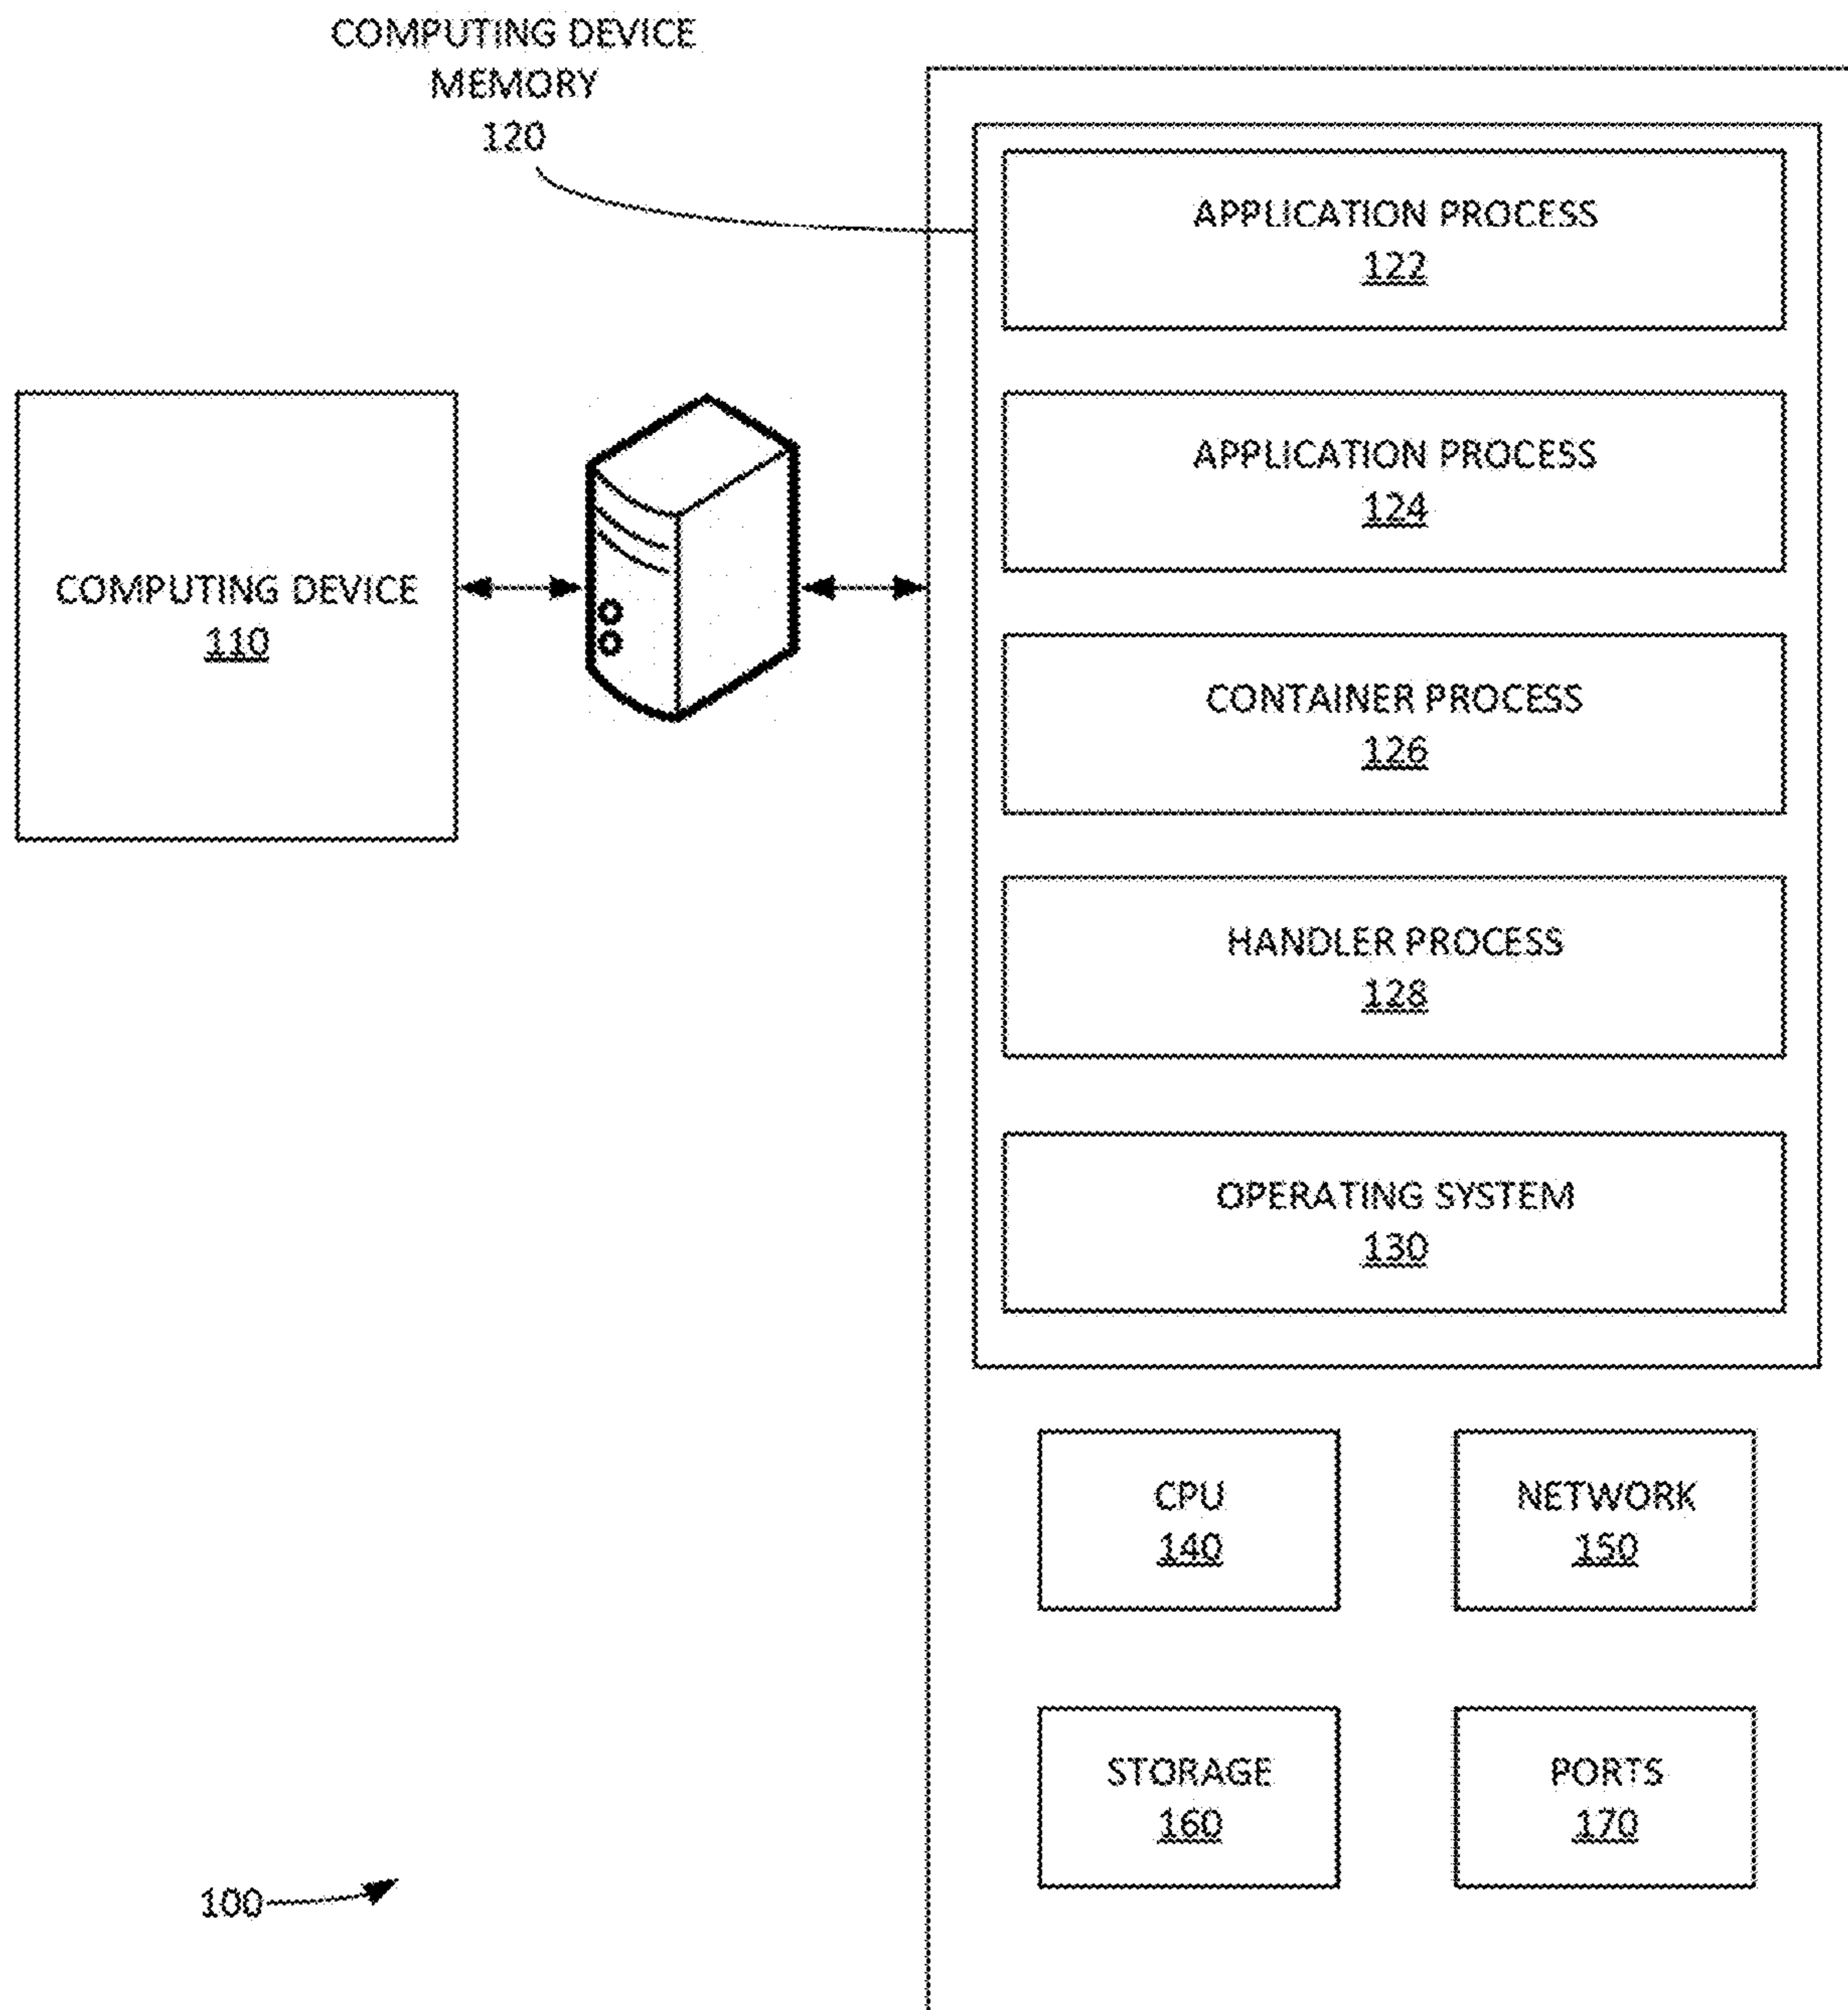 COMPUTING DEVICE
MEMORY
120
APPLICATION PROCESS
122
APPLICATION PROCESS
124
COMPUTING DEVICE
110
CONTAINER PROCESS
126
HANDLER PROCESS
128
OPERATING SYSTEM
130
CPU
140
NETWORK
150
STORAGE
160
PORTS
170
100